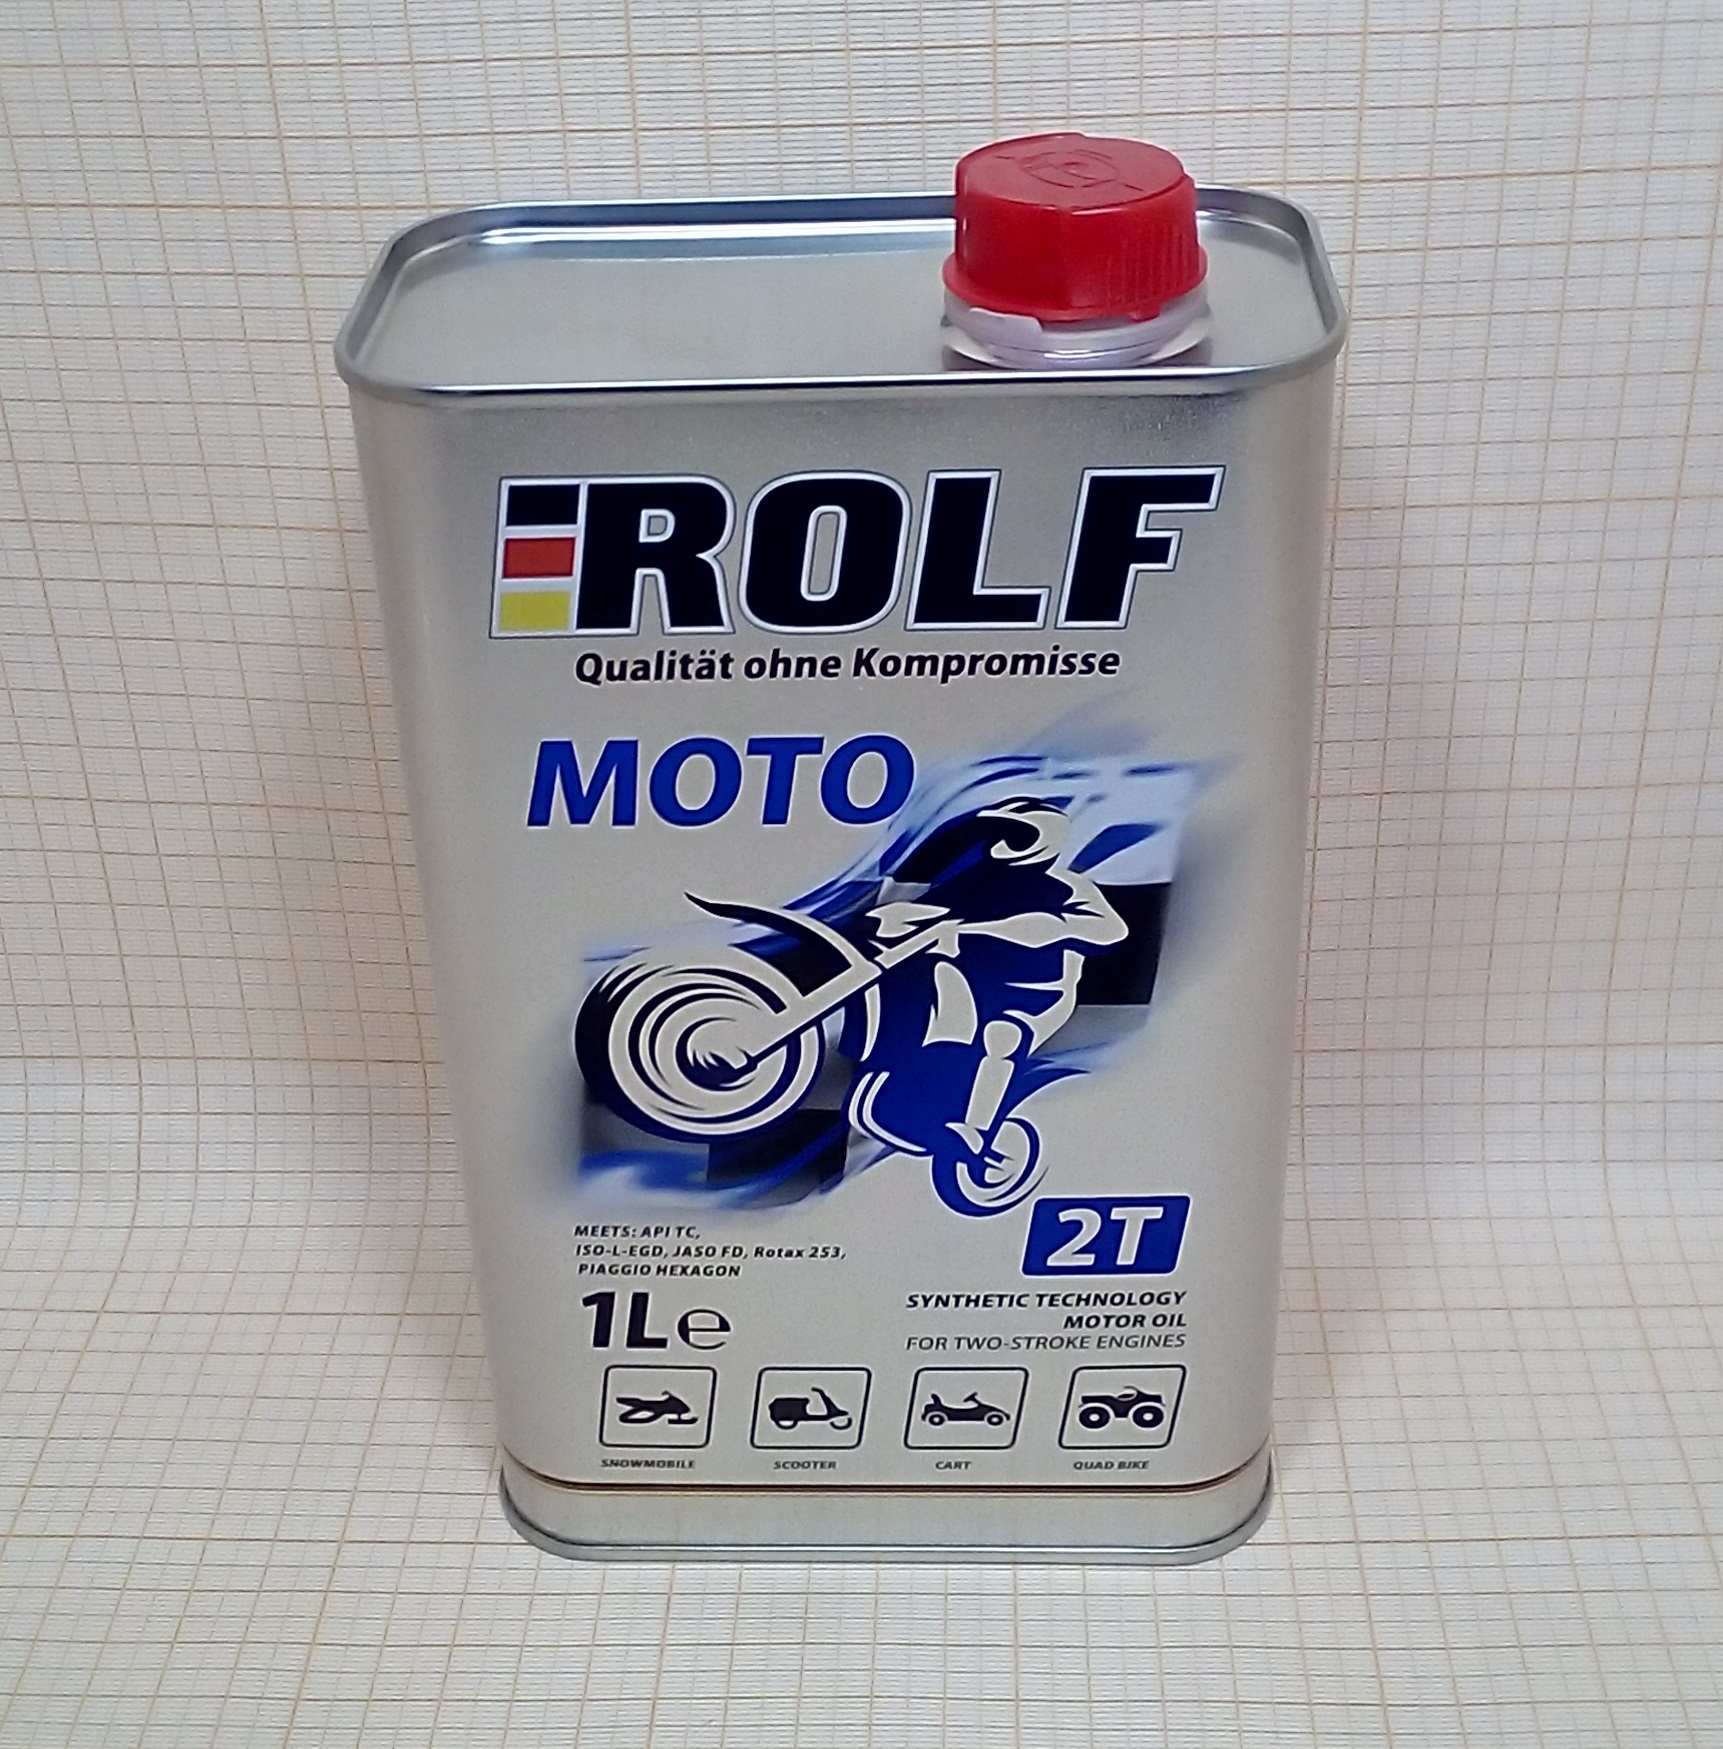 ROLF
Qualität ohne Kompromisse
MOTO
2T
MEETS: API TC,
ISO-L-EGD, JASO FD, Rotax 253,
PIAGGIO HEXAGON
1L e
SYNTHETIC TECHNOLOGY
MOTOR OIL
FOR TWO-STROKE ENGINES
SNOWMOBILE SCOOTER CART QUAD BIKE